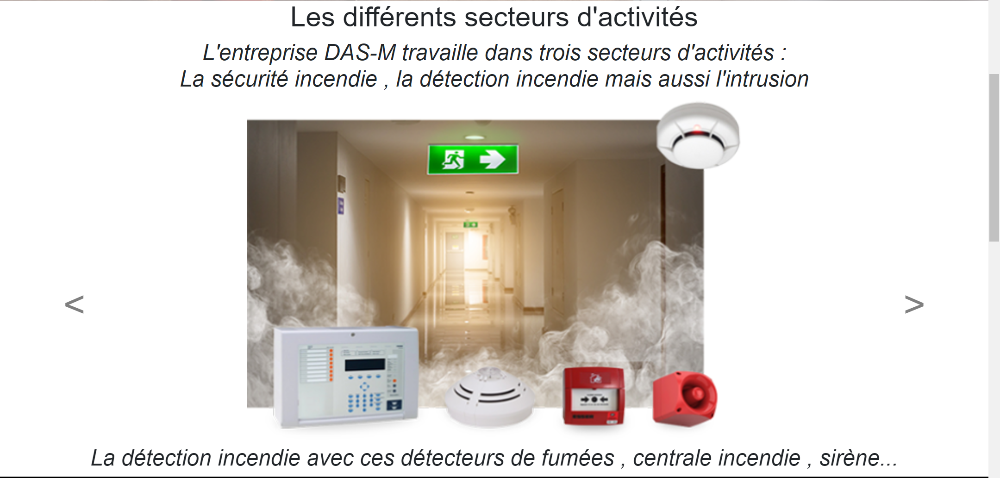 Les différents secteurs d'activités
L'entreprise DAS-M travaille dans trois secteurs d'activités :
La sécurité incendie , la détection incendie mais aussi l'intrusion
<
>
La détection incendie avec ces détecteurs de fumées , centrale incendie , sirène...